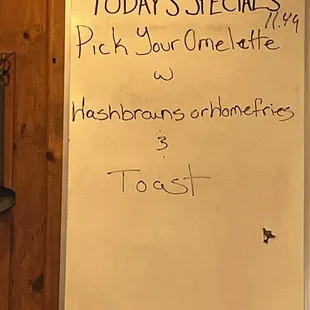 TODAY'S SPECIALS
11.49
Pick Your Omelette
w
Hashbrowns or Homefries
&
Toast